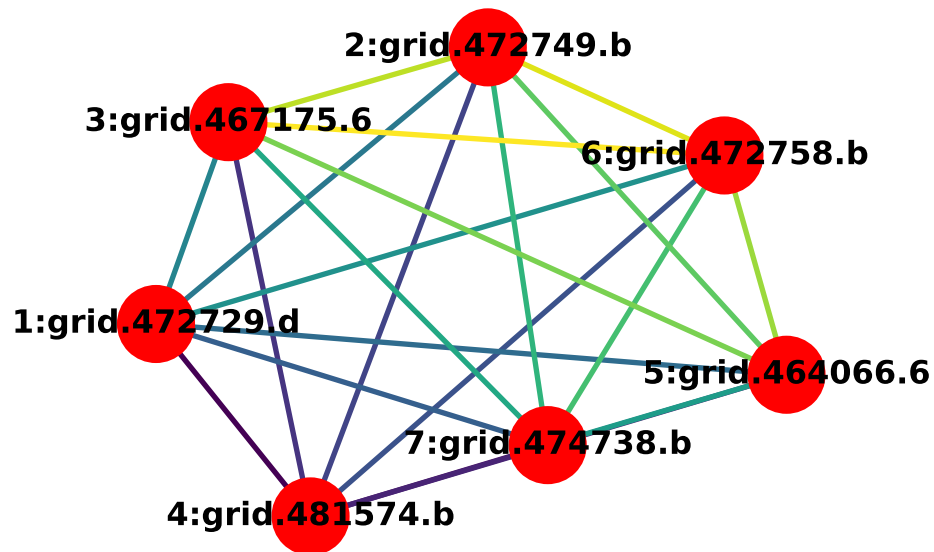 2:grid.472749.b
3:grid.467175.6
6:grid.472758.b
1:grid.472729.d
5:grid.464066.6
7:grid.474738.b
4:grid.481574.b